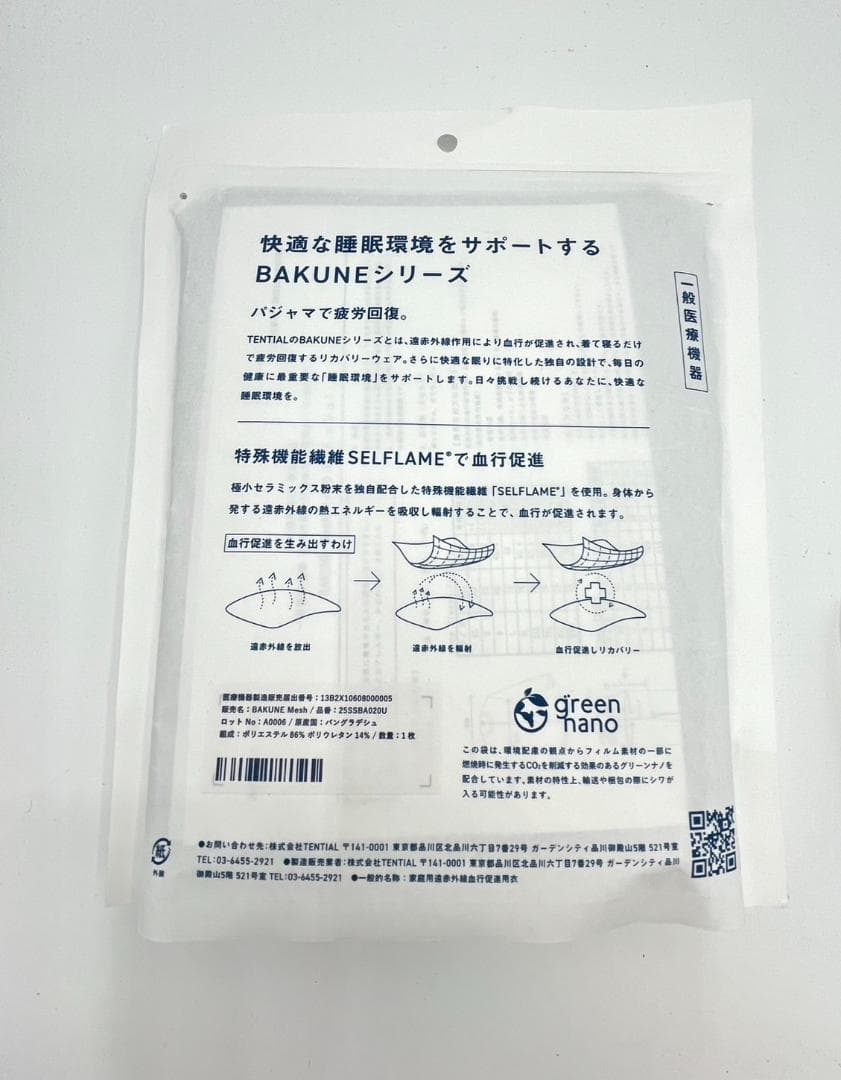 快適な睡眠環境をサポートする
BAKUNEシリーズ
パジャマで疲労回復。
TENTIALのBAKUNEシリーズとは、遠赤外線作用により血行が促進され、着て寝るだけ
で疲労回復するリカバリーウェア。さらに快適な眠りに特化した独自の設計で、毎日の
健康に最重要な「睡眠環境」をサポートします。日々挑戦し続けるあなたに、快適な
睡眠環境を。
一般医療機器
特殊機能繊維SELFLAME®で血行促進
極小セラミックス粉末を独自配合した特殊機能繊維「SELFLAME®」を使用。身体から
発する遠赤外線の熱エネルギーを吸収し輻射することで、血行が促進されます。
血行促進を生み出すわけ
遠赤外線を放出
遠赤外線を輻射
血行促進しリカバリー
医療機器製造販売届出番号：13B2X10608000005
販売名：BAKUNE Mesh / 品番：25SSBA020U
ロット No：A0006 / 原産国：バングラデシュ
組成：ポリエステル 86% ポリウレタン 14% / 数量：1 枚
green
nano
この袋は、環境配慮の観点からフィルム素材の一部に
燃焼時に発生するCO₂を削減する効果のあるグリーンナノを
配合しています。素材の特性上、輸送や梱包の際にシワが
入る可能性があります。
紙
外装
●お問い合わせ先：株式会社TENTIAL 〒141-0001 東京都品川区北品川六丁目7番29号 ガーデンシティ品川御殿山5階 521号室
TEL：03-6455-2921 ●製造販売業者：株式会社TENTIAL 〒141-0001 東京都品川区北品川六丁目7番29号 ガーデンシティ品川
御殿山5階 521号室 TEL：03-6455-2921 ●一般的名称：家庭用遠赤外線血行促進用衣